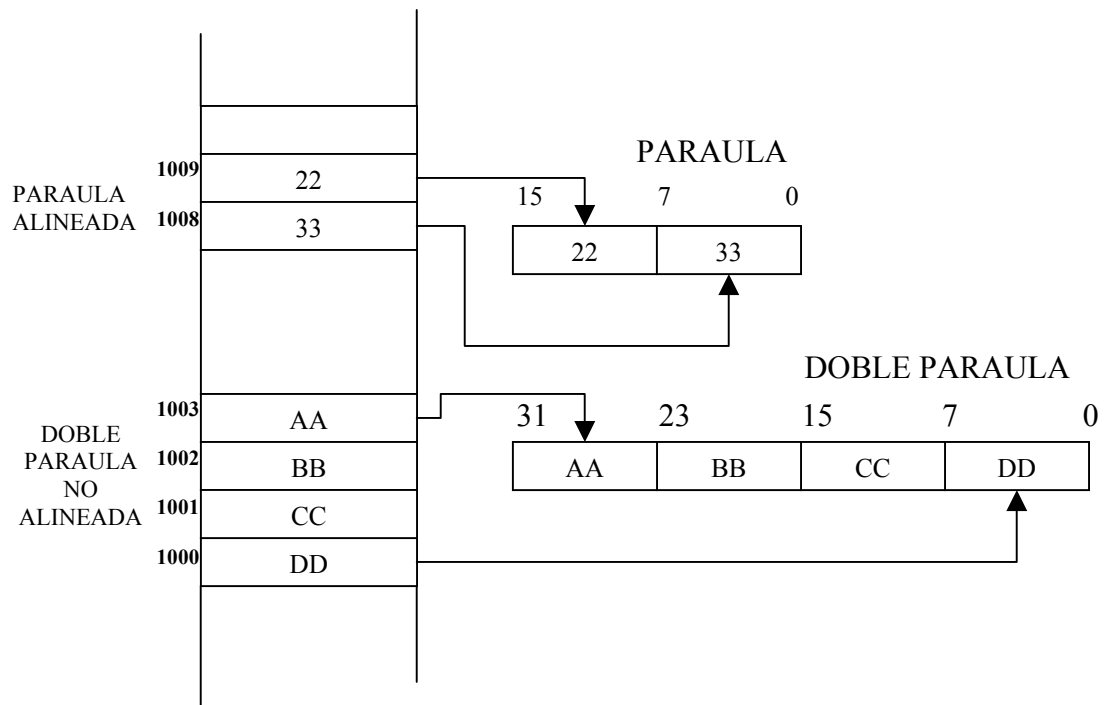 PARAULA
ALINEADA
1009
22
1008
33
PARAULA
15 7 0
22 33
DOBLE
PARAULA
NO
ALINEADA
1003
AA
1002
BB
1001
CC
1000
DD
DOBLE PARAULA
31 23 15 7 0
AA BB CC DD